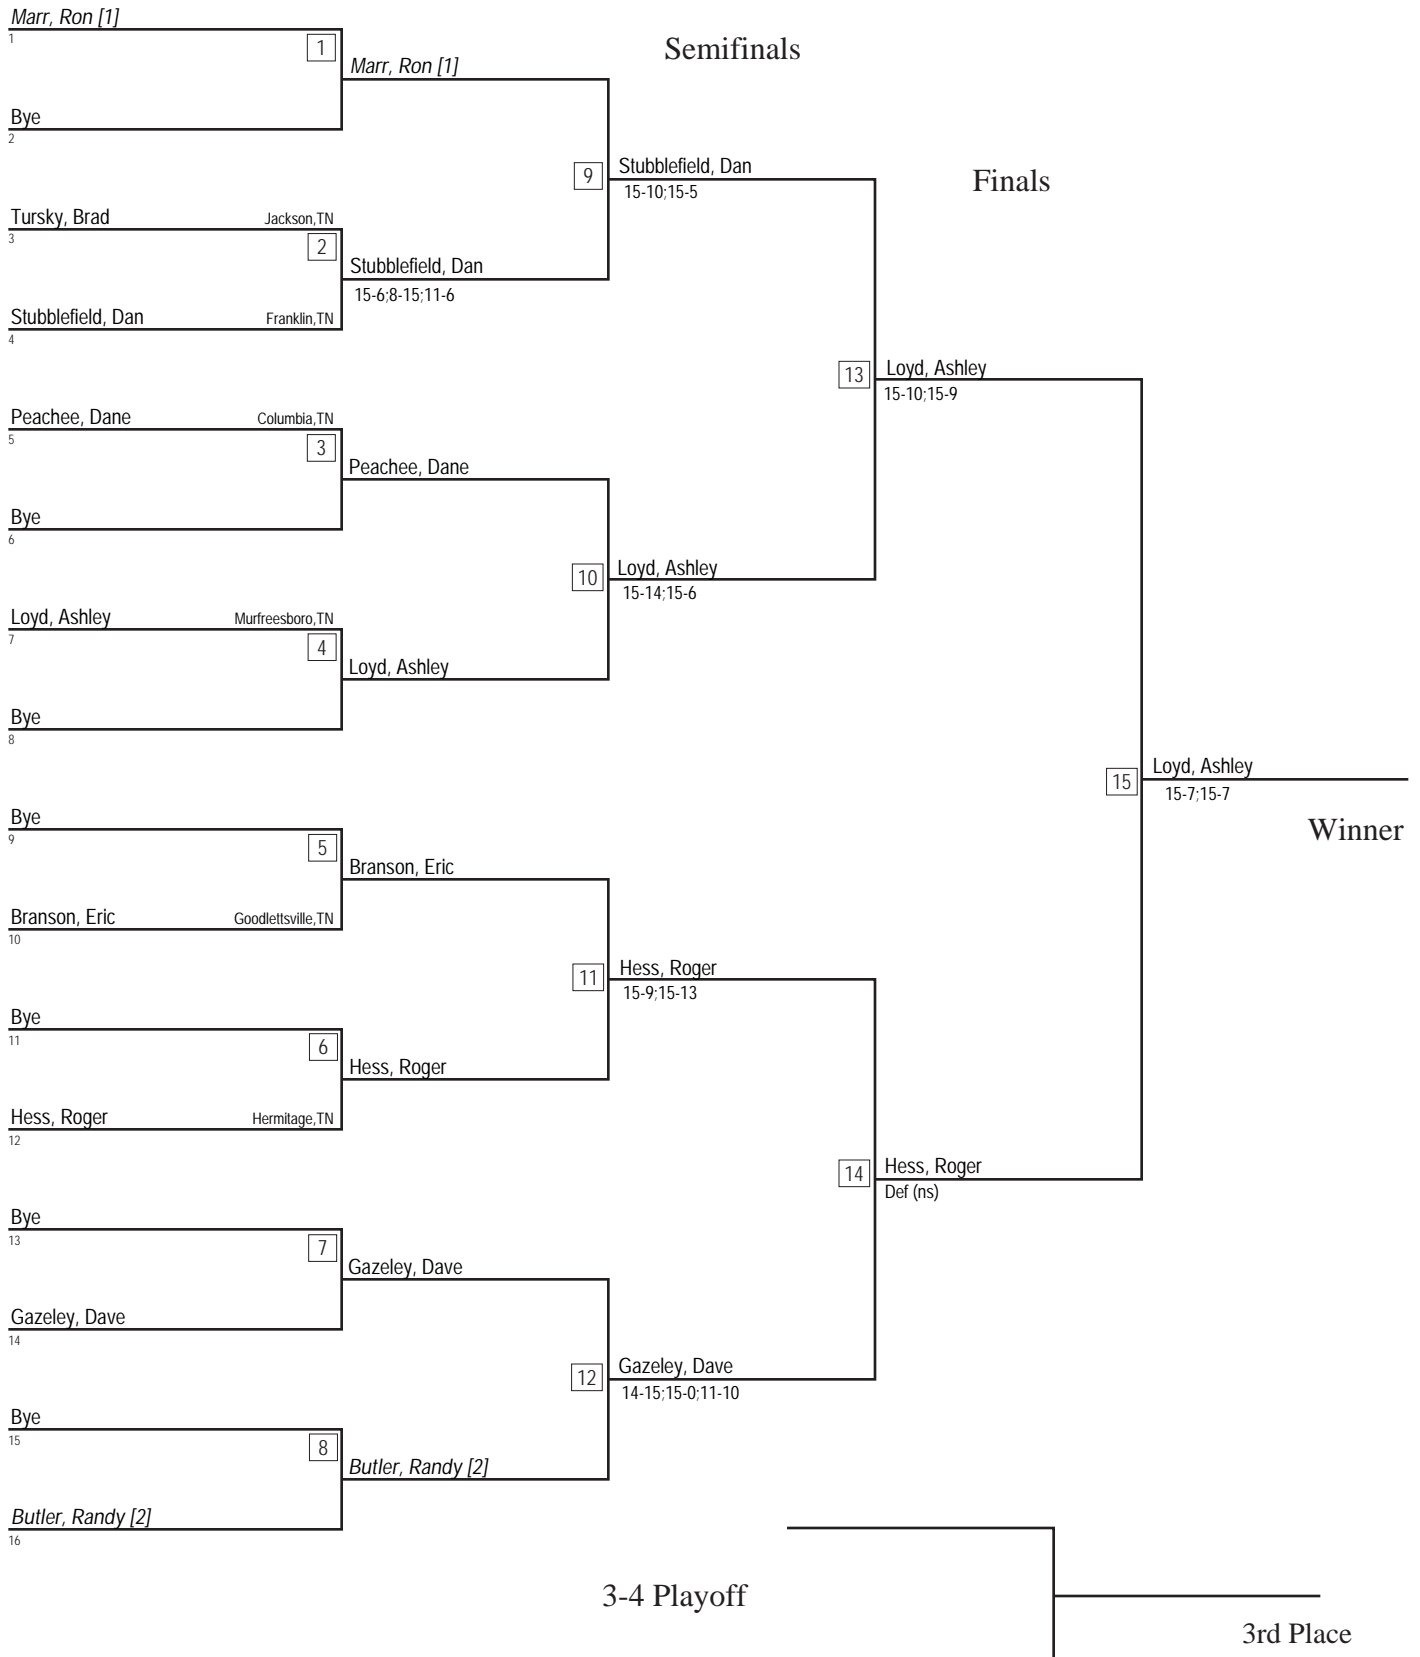 Marr, Ron [1]
1
1
Marr, Ron [1]
Semifinals
Bye
2
9
Stubblefield, Dan
15-10;15-5
Finals
Tursky, Brad Jackson,TN
3
2
Stubblefield, Dan
15-6;8-15;11-6
Stubblefield, Dan Franklin,TN
4
13
Loyd, Ashley
15-10;15-9
Peachee, Dane Columbia,TN
5
3
Peachee, Dane
Bye
6
10
Loyd, Ashley
15-14;15-6
Loyd, Ashley Murfreesboro,TN
7
4
Loyd, Ashley
Bye
8
15
Loyd, Ashley
15-7;15-7
Winner
Bye
9
5
Branson, Eric
Branson, Eric Goodlettsville,TN
10
11
Hess, Roger
15-9;15-13
Bye
11
6
Hess, Roger
Hess, Roger Hermitage,TN
12
14
Hess, Roger
Def (ns)
Bye
13
7
Gazeley, Dave
Gazeley, Dave
14
12
Gazeley, Dave
14-15;15-0;11-10
Bye
15
8
Butler, Randy [2]
Butler, Randy [2]
16
3-4 Playoff
3rd Place